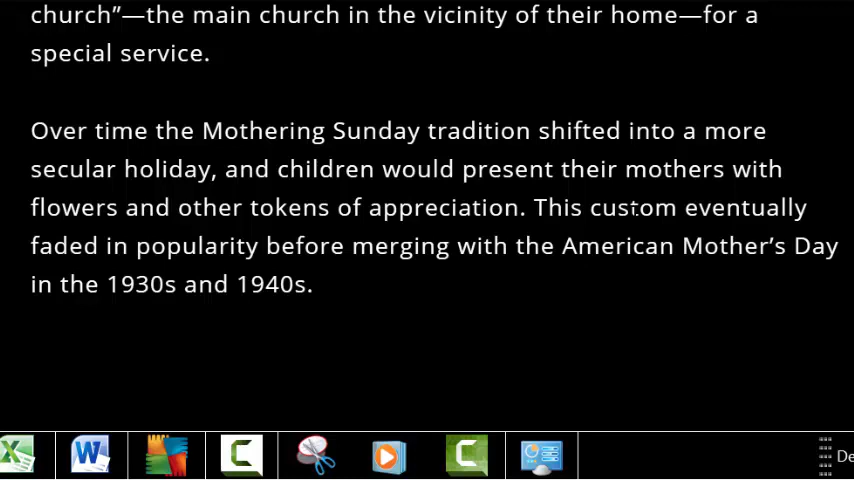 church”—the main church in the vicinity of their home—for a
special service.
Over time the Mothering Sunday tradition shifted into a more
secular holiday, and children would present their mothers with
flowers and other tokens of appreciation. This custom eventually
faded in popularity before merging with the American Mother’s Day
in the 1930s and 1940s.
X W C C De